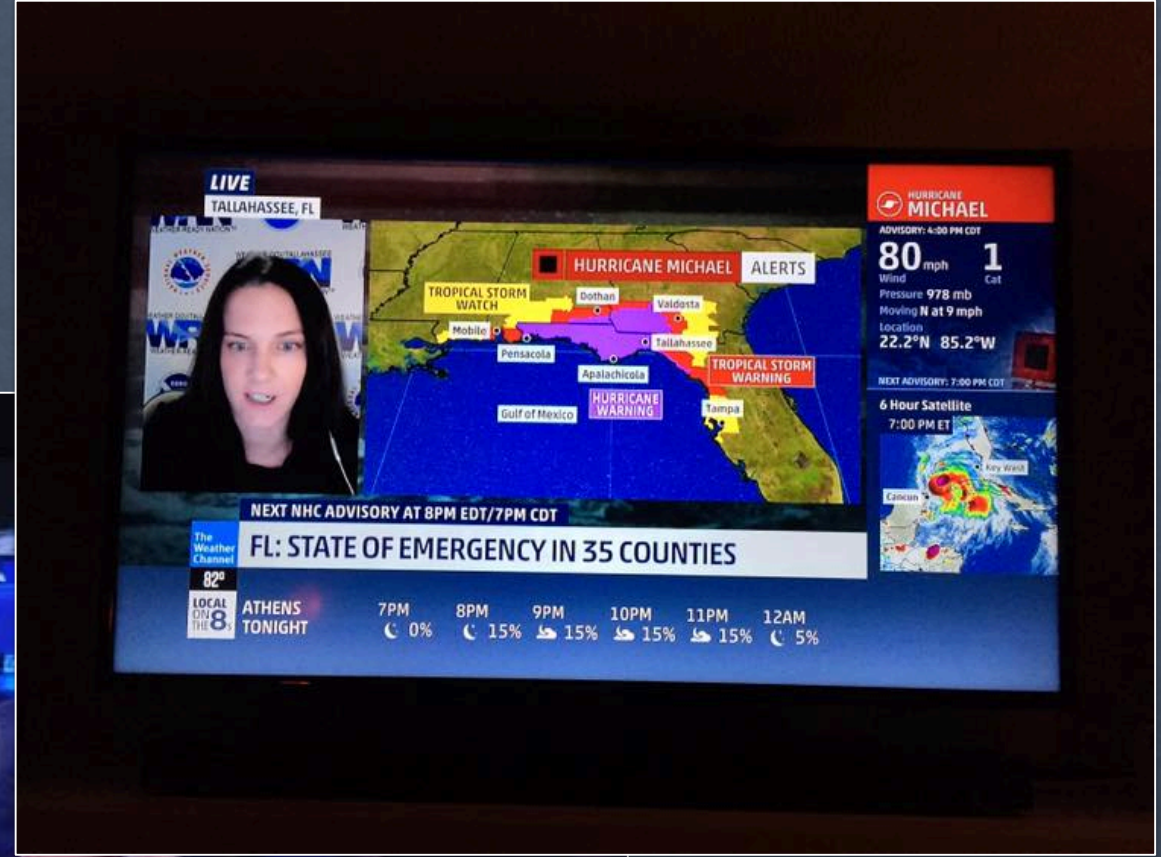 LIVE
TALLAHASSEE, FL
HURRICANE
MICHAEL
ADVISORY: 4:00 PM CDT
80 mph 1
Wind Cat
Pressure 978 mb
Moving N at 9 mph
Location
22.2°N 85.2°W
NEXT ADVISORY: 7:00 PM CDT
6 Hour Satellite
7:00 PM ET
Key West
Cancun
HURRICANE MICHAEL ALERTS
TROPICAL STORM
WATCH
Dothan
Valdosta
Mobile
Tallahassee
Pensacola
Apalachicola
TROPICAL STORM
WARNING
HURRICANE
WARNING
Gulf of Mexico
Tampa
NEXT NHC ADVISORY AT 8PM EDT/7PM CDT
The
Weather
Channel
FL: STATE OF EMERGENCY IN 35 COUNTIES
82°
LOCAL
ON
THE 8s
ATHENS
TONIGHT
7PM 8PM 9PM 10PM 11PM 12AM
0% 15% 15% 15% 15% 5%